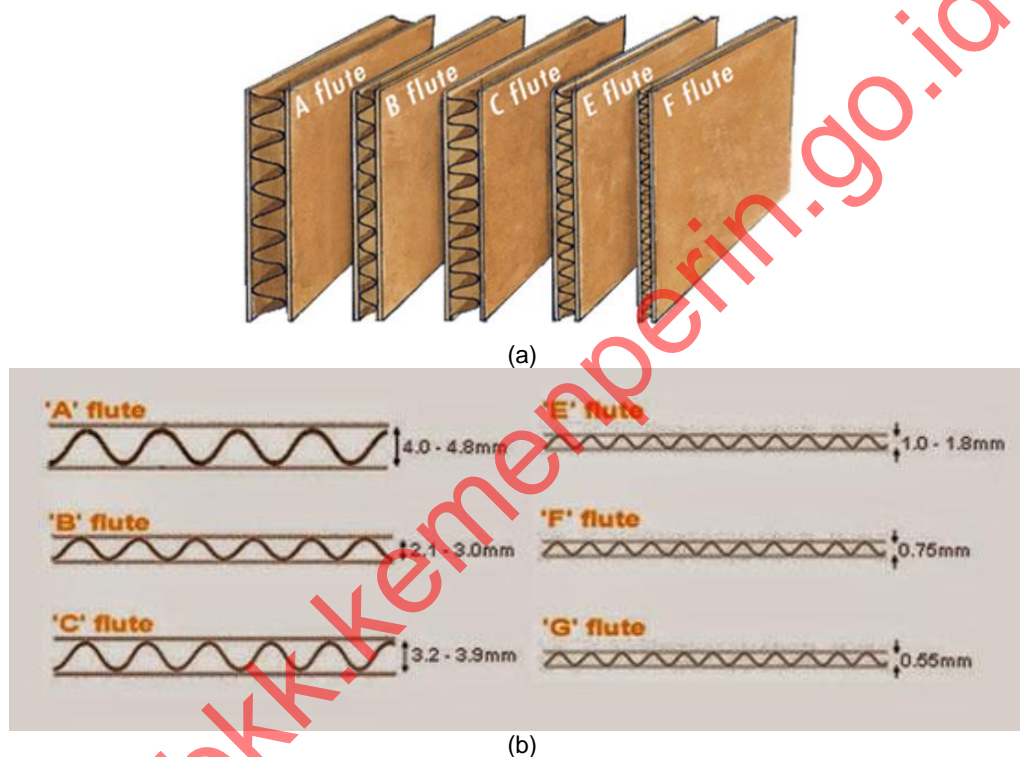 A flute
B flute
C flute
E flute
F flute
(a)
'A' flute
4.0 - 4.8mm
'B' flute
2.1 - 3.0mm
'C' flute
3.2 - 3.9mm
'E' flute
1.0 - 1.8mm
'F' flute
0.75mm
'G' flute
0.55mm
(b)
bkk.kemenperin.go.id